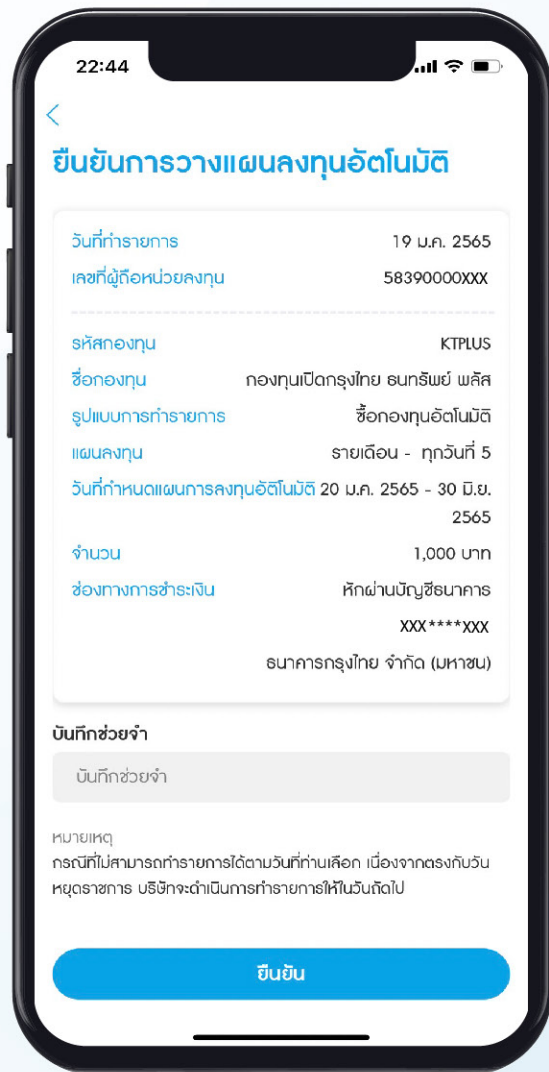 22:44
ยืนยันการวางแผนลงทุนอัตโนมัติ
วันที่ทำรายการ 19 ม.ค. 2565
เลขที่ผู้ถือหน่วยลงทุน 58390000XXX
รหัสกองทุน KTPLUS
ชื่อกองทุน กองทุนเปิดกรุงไทย ธนทรัพย์ พลัส
รูปแบบการทำรายการ ซื้อกองทุนอัตโนมัติ
แผนลงทุน รายเดือน - ทุกวันที่ 5
วันที่กำหนดแผนการลงทุนอัติโนมัติ 20 ม.ค. 2565 - 30 มิ.ย.
2565
จำนวน 1,000 บาท
ช่องทางการชำระเงิน หักผ่านบัญชีธนาคาร
XXX****XXX
ธนาคารกรุงไทย จำกัด (มหาชน)
บันทึกช่วยจำ
บันทึกช่วยจำ
หมายเหตุ
กรณีที่ไม่สามารถทำรายการได้ตามวันที่ท่านเลือก เนื่องจากตรงกับวัน
หยุดราชการ บริษัทจะดำเนินการทำรายการให้ในวันถัดไป
ยืนยัน